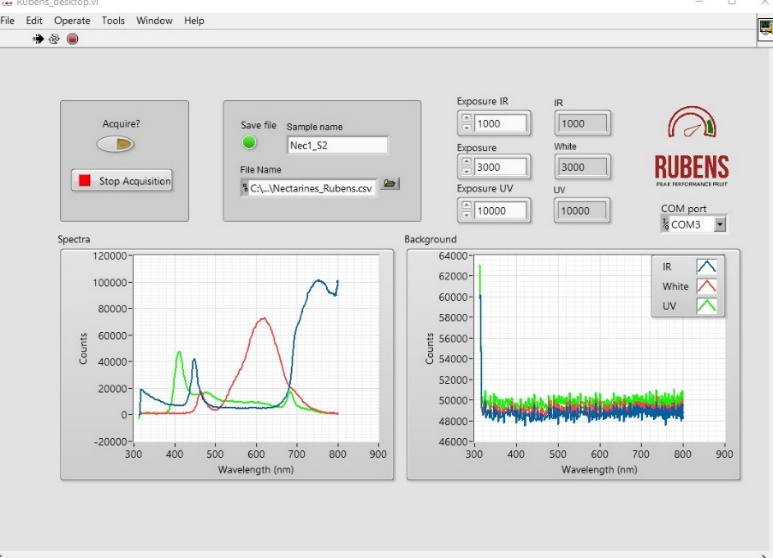 Rubens_desktop.vi
File Edit Operate Tools Window Help
Acquire?
Stop Acquisition
Save file
Sample name
Nec1_S2
File Name
C:\...\Nectarines_Rubens.csv
Exposure IR
1000
Exposure
3000
Exposure UV
10000
IR
1000
White
3000
UV
10000
RUBENS
PEAK PERFORMANCE FRUIT
COM port
COM3
Spectra
120000
100000
80000
60000
40000
20000
0
-20000
Counts
300 400 500 600 700 800 900
Wavelength (nm)
Background
64000
62000
60000
58000
56000
54000
52000
50000
48000
46000
Counts
300 400 500 600 700 800 900
Wavelength (nm)
IR
White
UV